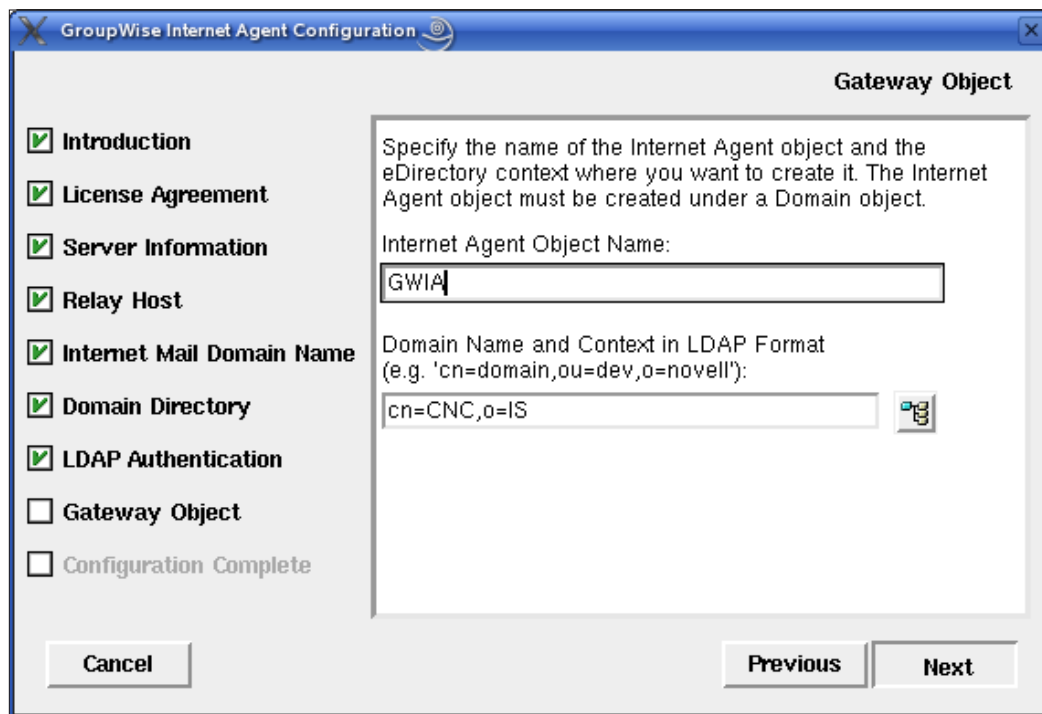 GroupWise Internet Agent Configuration
Gateway Object
Introduction
License Agreement
Server Information
Relay Host
Internet Mail Domain Name
Domain Directory
LDAP Authentication
Gateway Object
Configuration Complete
Specify the name of the Internet Agent object and the
eDirectory context where you want to create it. The Internet
Agent object must be created under a Domain object.
Internet Agent Object Name:
GWIA
Domain Name and Context in LDAP Format
(e.g. 'cn=domain,ou=dev,o=novell'):
cn=CNC,o=IS
Cancel
Previous
Next